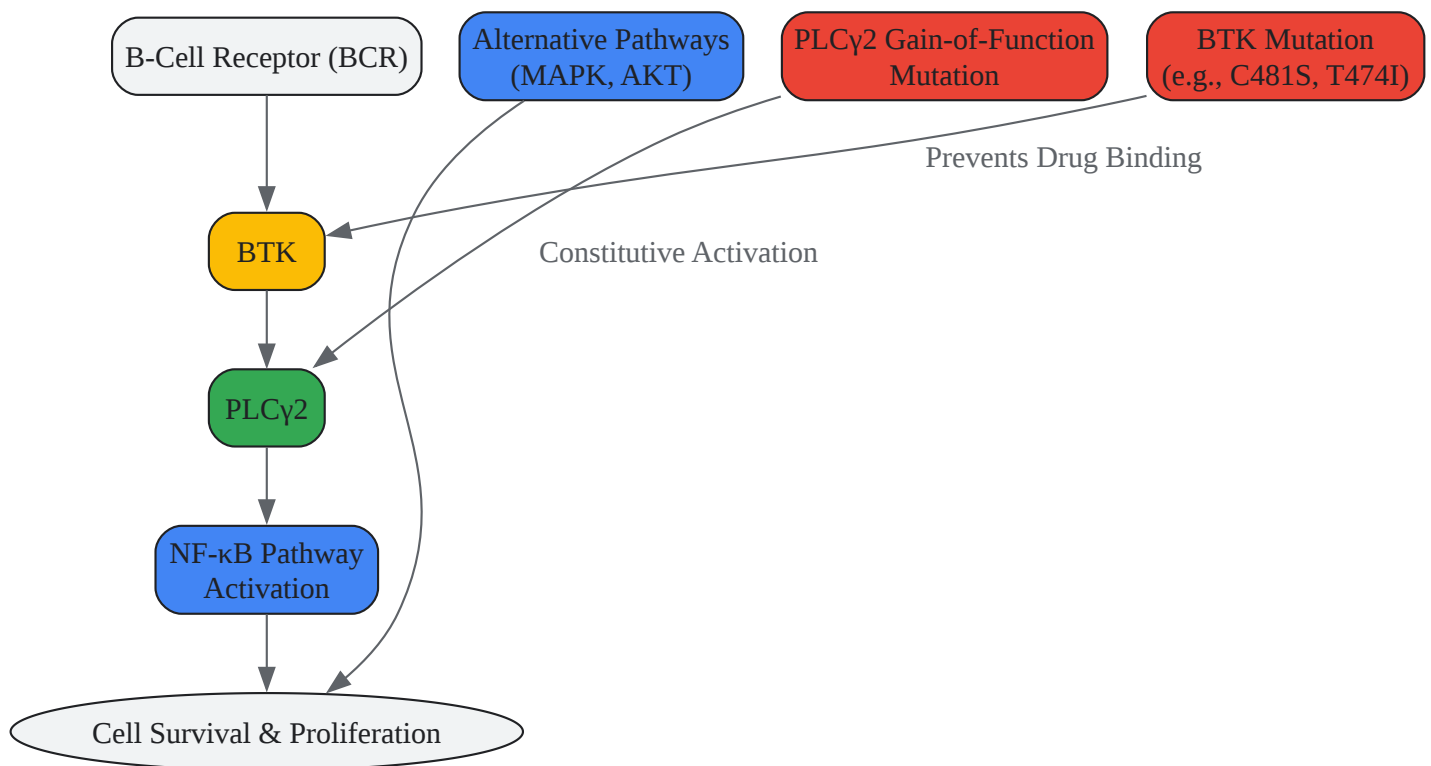 B-Cell Receptor (BCR)
Alternative Pathways
(MAPK, AKT)
PLCγ2 Gain-of-Function
Mutation
BTK Mutation
(e.g., C481S, T474I)
Prevents Drug Binding
BTK
Constitutive Activation
PLCγ2
NF-κB Pathway
Activation
Cell Survival & Proliferation